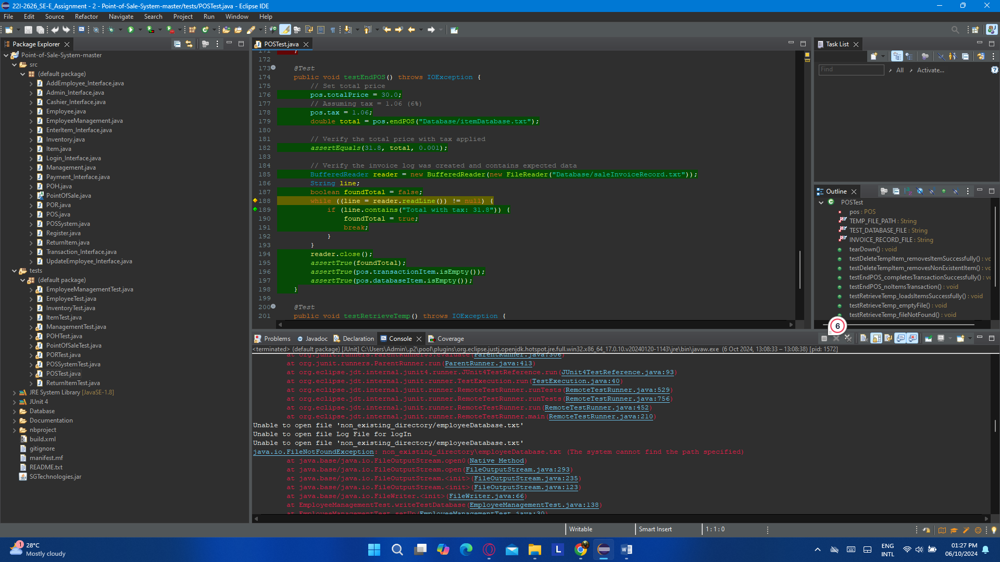 22I-2626_SE-E_Assignment - 2 - Point-of-Sale-System-master/tests/POSTest.java - Eclipse IDE
File Edit Source Refactor Navigate Search Project Run Window Help
Package Explorer
Point-of-Sale-System-master
src
(default package)
AddEmployee_Interface.java
Admin_Interface.java
Cashier_Interface.java
Employee.java
EmployeeManagement.java
EnterItem_Interface.java
Inventory.java
Item.java
Login_Interface.java
Management.java
Payment_Interface.java
POH.java
PointOfSale.java
POR.java
POS.java
POSSystem.java
Register.java
ReturnItem.java
Transaction_Interface.java
UpdateEmployee_Interface.java
tests
(default package)
EmployeeManagementTest.java
EmployeeTest.java
InventoryTest.java
ItemTest.java
ManagementTest.java
POHTest.java
PointOfSaleTest.java
PORTest.java
POSSystemTest.java
POSTest.java
ReturnItemTest.java
JRE System Library [JavaSE-1.8]
JUnit 4
Database
Documentation
nbproject
build.xml
gitignore
manifest.mf
README.txt
SGTechnologies.jar
POSTest.java
171 }
172
173 @Test
174 public void testEndPOS() throws IOException {
175 // Set total price
176 pos.totalPrice = 30.0;
177 // Assuming tax = 1.06 (6%)
178 pos.tax = 1.06;
179 double total = pos.endPOS("Database/itemDatabase.txt");
180
181 // Verify the total price with tax applied
182 assertEquals(31.8, total, 0.001);
183
184 // Verify the invoice log was created and contains expected data
185 BufferedReader reader = new BufferedReader(new FileReader("Database/saleInvoiceRecord.txt"));
186 String line;
187 boolean foundTotal = false;
188 while ((line = reader.readLine()) != null) {
189 if (line.contains("Total with tax: 31.8")) {
190 foundTotal = true;
191 break;
192 }
193 }
194 reader.close();
195 assertTrue(foundTotal);
196 assertTrue(pos.transactionItem.isEmpty());
197 assertTrue(pos.databaseItem.isEmpty());
198 }
199
200 @Test
201 public void testRetrieveTemp() throws IOException {
Task List
Find
All
Activate...
Outline
POSTest
pos : POS
TEMP_FILE_PATH : String
TEST_DATABASE_FILE : String
INVOICE_RECORD_FILE : String
tearDown() : void
testDeleteTempItem_removesItemSuccessfully() : vo
testDeleteTempItem_removesNonExistentItem() : vo
testEndPOS_completesTransactionSuccessfully() : vo
testEndPOS_noItemsTransaction() : void
testRetrieveTemp_loadsItemsSuccessfully() : void
testRetrieveTemp_emptyFile() : void
testRetrieveTemp_fileNotFound() : void
6
Problems Javadoc Declaration Console Coverage
<terminated> (default package) [JUnit] C:\Users\Admin\.p2\pool\plugins\org.eclipse.justj.openjdk.hotspot.jre.full.win32.x86_64_17.0.10.v20240120-1143\jre\bin\javaw.exe (6 Oct 2024, 13:08:33 – 13:08:38) [pid: 1572]
at org.junit.runners.ParentRunner$3.evaluate(ParentRunner.java:306)
at org.junit.runners.ParentRunner.run(ParentRunner.java:413)
at org.eclipse.jdt.internal.junit4.runner.JUnit4TestReference.run(JUnit4TestReference.java:93)
at org.eclipse.jdt.internal.junit.runner.TestExecution.run(TestExecution.java:40)
at org.eclipse.jdt.internal.junit.runner.RemoteTestRunner.runTests(RemoteTestRunner.java:529)
at org.eclipse.jdt.internal.junit.runner.RemoteTestRunner.runTests(RemoteTestRunner.java:756)
at org.eclipse.jdt.internal.junit.runner.RemoteTestRunner.run(RemoteTestRunner.java:452)
at org.eclipse.jdt.internal.junit.runner.RemoteTestRunner.main(RemoteTestRunner.java:210)
Unable to open file 'non_existing_directory/employeeDatabase.txt'
Unable to open file Log File for logIn
Unable to open file 'non_existing_directory/employeeDatabase.txt'
java.io.FileNotFoundException: non_existing_directory\employeeDatabase.txt (The system cannot find the path specified)
at java.base/java.io.FileOutputStream.open0(Native Method)
at java.base/java.io.FileOutputStream.open(FileOutputStream.java:293)
at java.base/java.io.FileOutputStream.<init>(FileOutputStream.java:235)
at java.base/java.io.FileOutputStream.<init>(FileOutputStream.java:123)
at java.base/java.io.FileWriter.<init>(FileWriter.java:66)
at EmployeeManagementTest.writeTestDatabase(EmployeeManagementTest.java:138)
at EmployeeManagementTest.setUp(EmployeeManagementTest.java:30)
Writable Smart Insert 1 : 1 : 0
1
28°C
Mostly cloudy
ENG
INTL
01:27 PM
06/10/2024